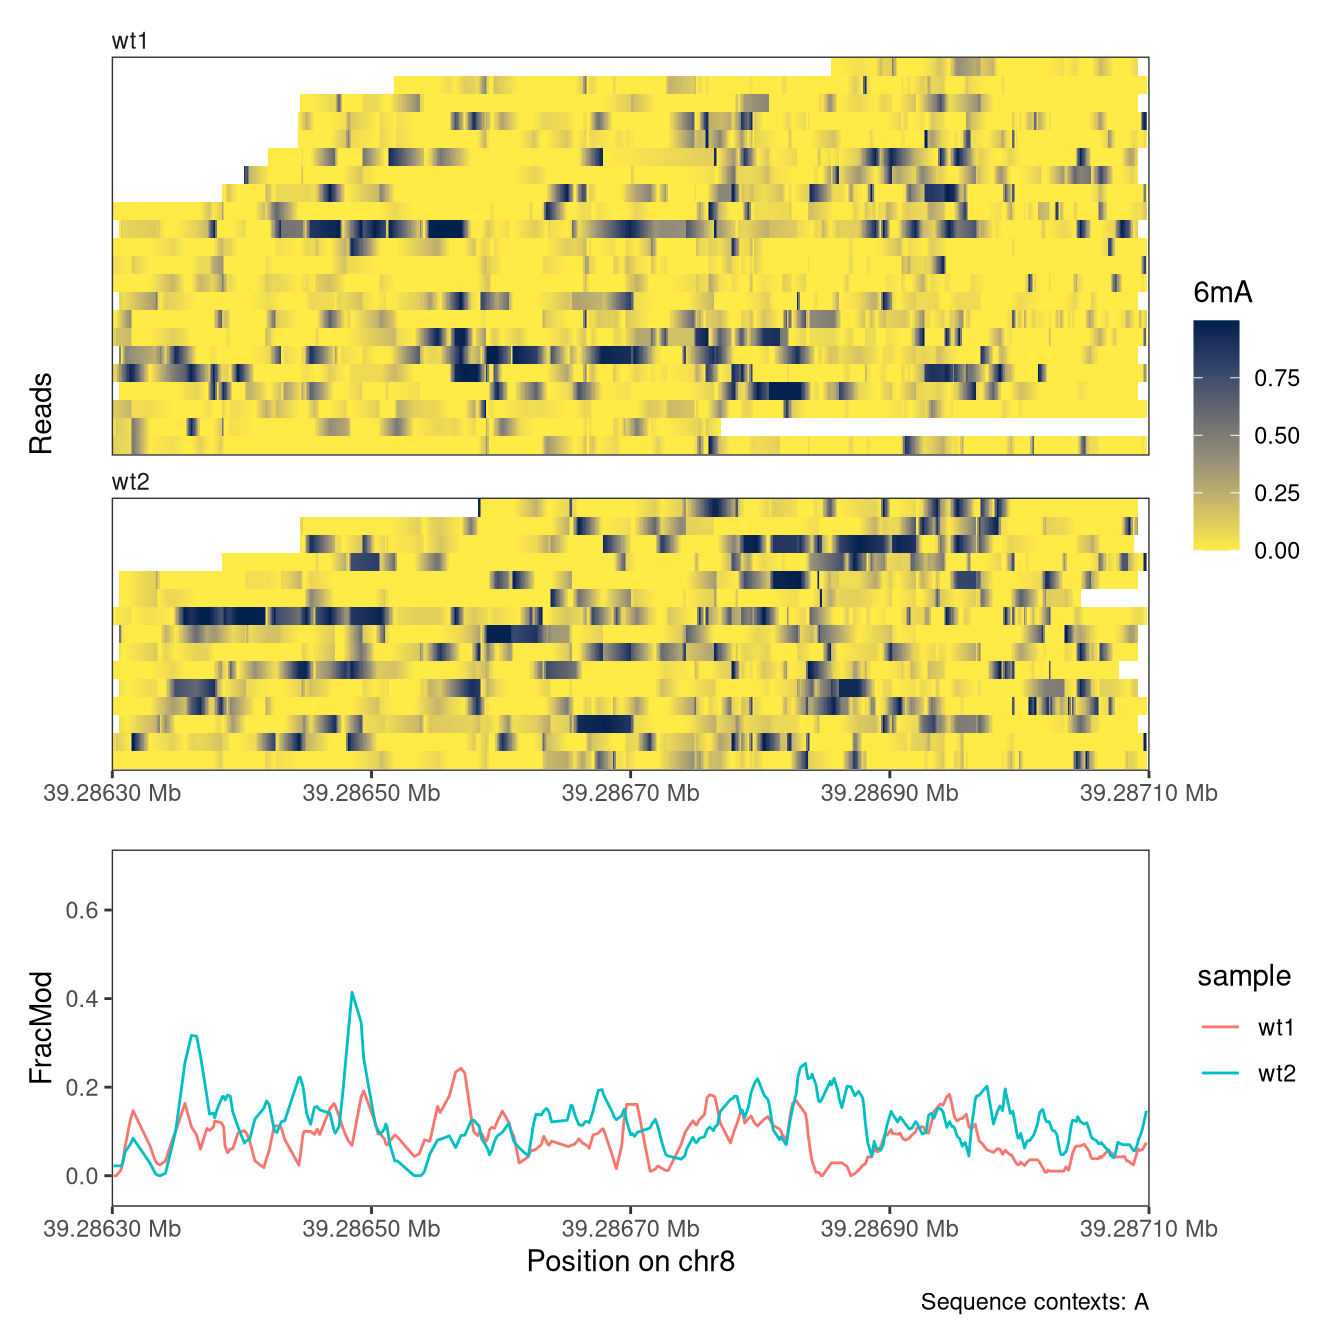 wt1
Reads
6mA
0.75
0.50
0.25
0.00
wt2
39.28630 Mb 39.28650 Mb 39.28670 Mb 39.28690 Mb 39.28710 Mb
FracMod
0.6
0.4
0.2
0.0
sample
wt1
wt2
39.28630 Mb 39.28650 Mb 39.28670 Mb 39.28690 Mb 39.28710 Mb
Position on chr8
Sequence contexts: A